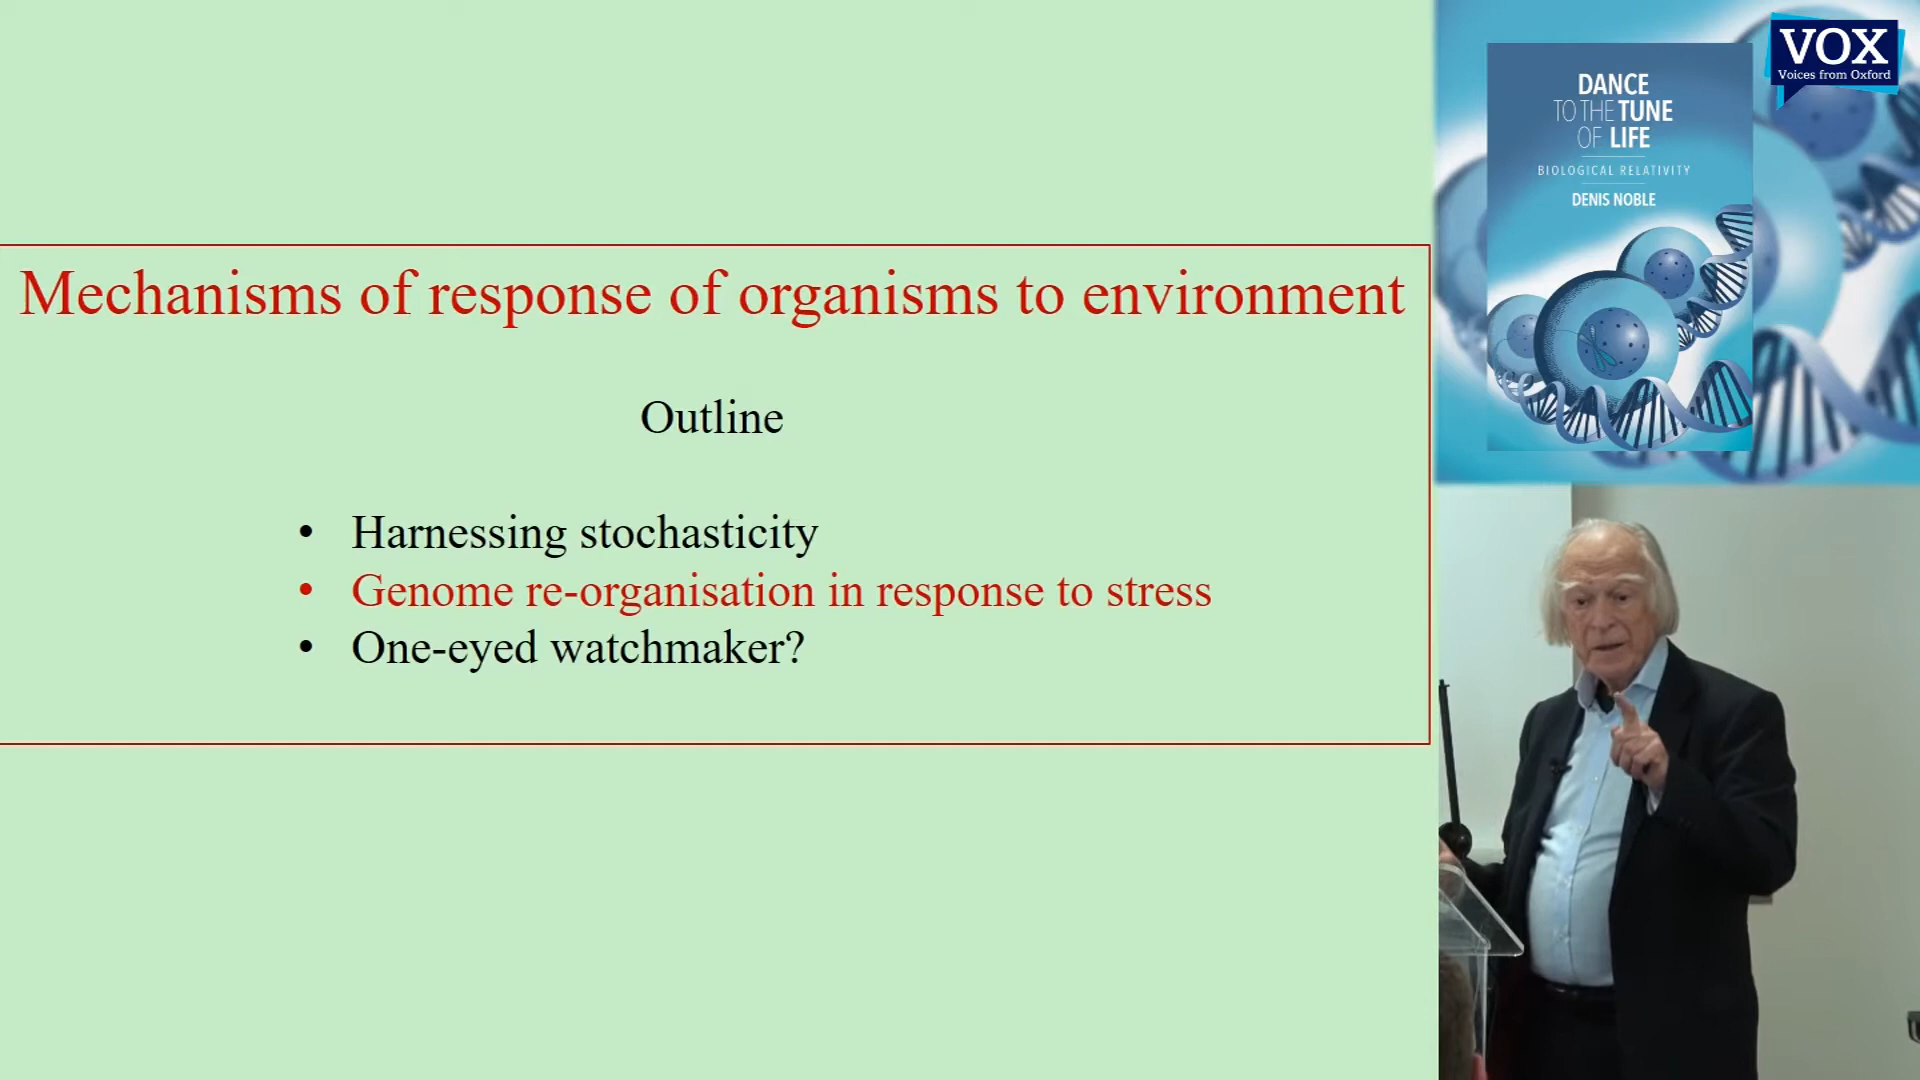 Mechanisms of response of organisms to environment
Outline
• Harnessing stochasticity
• Genome re-organisation in response to stress
• One-eyed watchmaker?
VOX
Voices from Oxford
DANCE
TO THE TUNE
OF LIFE
BIOLOGICAL RELATIVITY
DENIS NOBLE